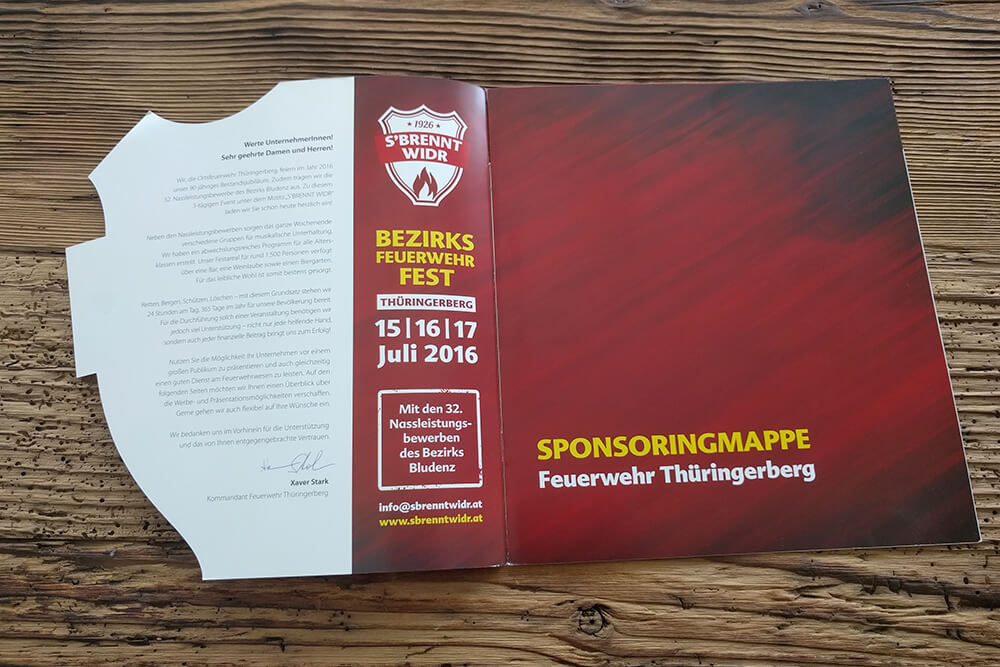 Werte UnternehmerInnen!
Sehr geehrte Damen und Herren!
Wir, die Ortsfeuerwehr Thüringerberg, feiern im Jahr 2016
unser 90-jähriges Bestandsjubiläum. Zudem tragen wir die
32. Nassleistungsbewerbe des Bezirks Bludenz aus. Zu diesem
3-tägigen Event unter dem Motto „S'BRENNT WIDR"
laden wir Sie schon heute herzlich ein!
Neben den Nassleistungsbewerben sorgen das ganze Wochenende
verschiedene Gruppen für musikalische Unterhaltung.
Wir haben ein abwechslungsreiches Programm für alle Alters-
klassen erstellt. Unser Festareal für rund 1.500 Personen verfügt
über eine Bar, eine Weinlaube sowie einen Biergarten.
Für das leibliche Wohl ist somit bestens gesorgt.
Retten, Bergen, Schützen, Löschen – mit diesem Grundsatz stehen wir
24 Stunden am Tag, 365 Tage im Jahr für unsere Bevölkerung bereit.
Für die Durchführung solch einer Veranstaltung benötigen wir
jedoch viel Unterstützung – nicht nur jede helfende Hand,
sondern auch jeder finanzielle Beitrag bringt uns zum Erfolg!
Nutzen Sie die Möglichkeit Ihr Unternehmen vor einem
großen Publikum zu präsentieren und auch gleichzeitig
einen guten Dienst am Feuerwehrwesen zu leisten. Auf den
folgenden Seiten möchten wir Ihnen einen Überblick über
die Werbe- und Präsentationsmöglichkeiten verschaffen.
Gerne gehen wir auch flexibel auf Ihre Wünsche ein.
Wir bedanken uns im Vorhinein für die Unterstützung
und das von Ihnen entgegengebrachte Vertrauen.
Xaver Stark
Kommandant Feuerwehr Thüringerberg
★ 1926 ★
S'BRENNT
WIDR
BEZIRKS
FEUERWEHR
FEST
THÜRINGERBERG
15|16|17
Juli 2016
Mit den 32.
Nassleistungs-
bewerben
des Bezirks
Bludenz
info@sbrenntwidr.at
www.sbrenntwidr.at
SPONSORINGMAPPE
Feuerwehr Thüringerberg